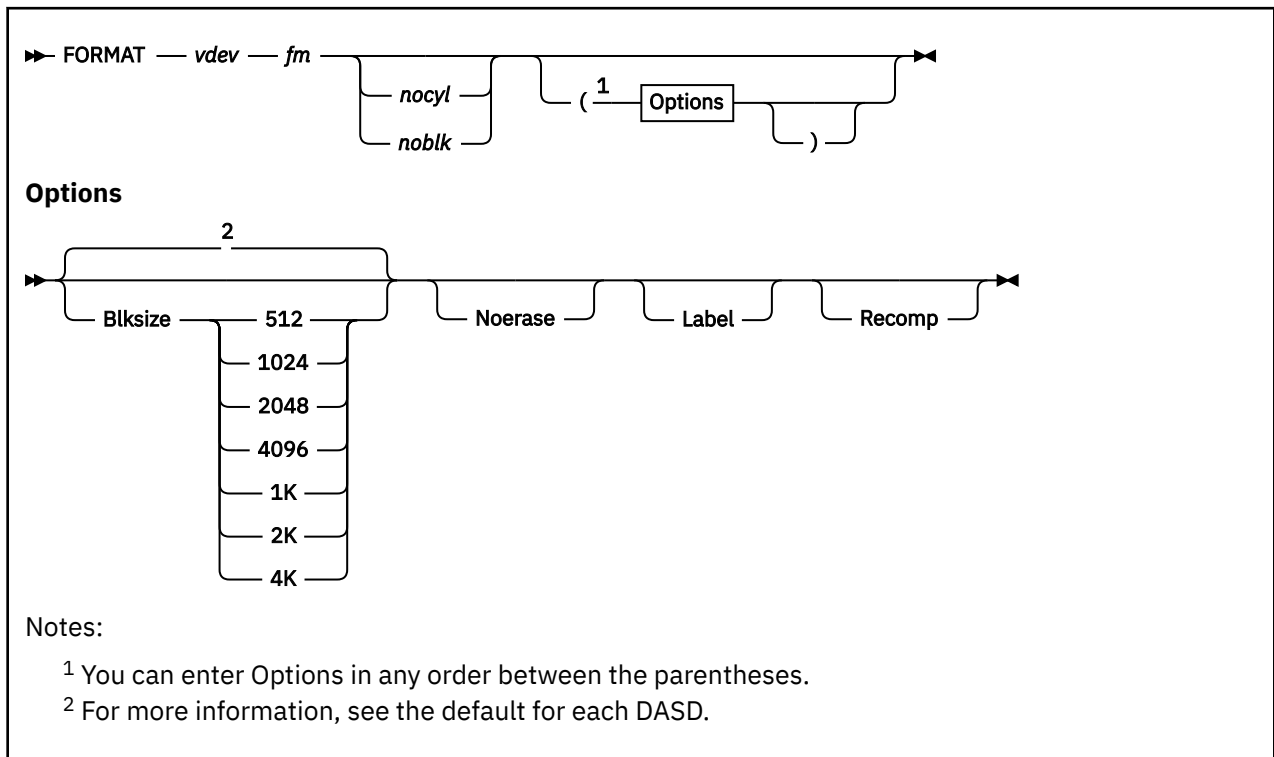 FORMAT vdev fm
nocyl
noblk
( 1 Options
)
Options
2
Blksize 512 Noerase Label Recomp
1024
2048
4096
1K
2K
4K
Notes:
1 You can enter Options in any order between the parentheses.
2 For more information, see the default for each DASD.